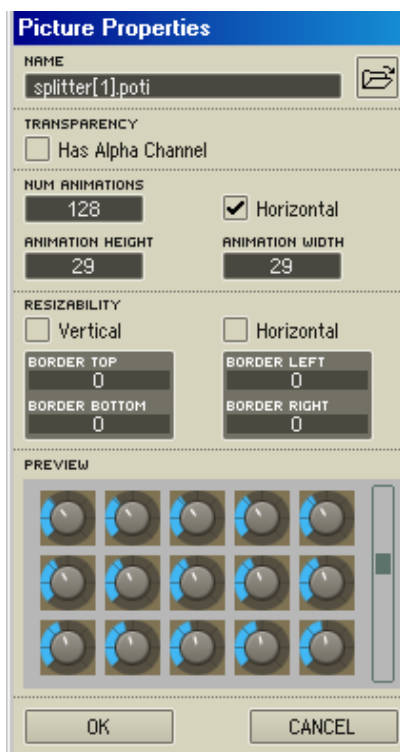 Picture Properties
NAME
splitter[1].poti
TRANSPARENCY
Has Alpha Channel
NUM ANIMATIONS
128
Horizontal
ANIMATION HEIGHT
ANIMATION WIDTH
29
29
RESIZABILITY
Vertical
Horizontal
BORDER TOP
0
BORDER LEFT
0
BORDER BOTTOM
0
BORDER RIGHT
0
PREVIEW
OK
CANCEL